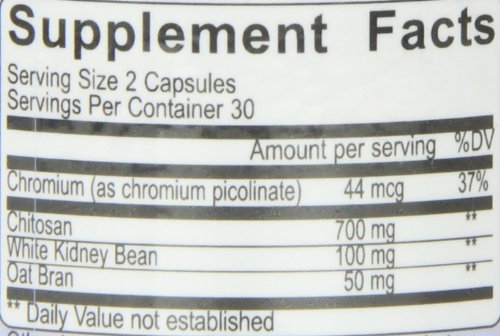 Supplement Facts
Serving Size 2 Capsules
Servings Per Container 30
Amount per serving %DV
Chromium (as chromium picolinate) 44 mcg 37%
Chitosan 700 mg **
White Kidney Bean 100 mg **
Oat Bran 50 mg **
** Daily Value not established